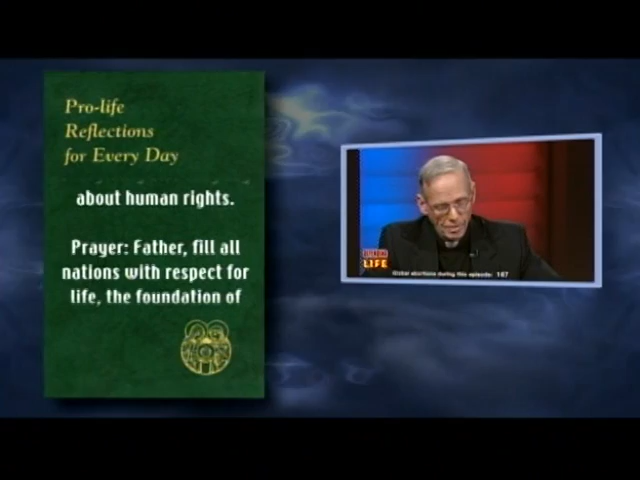 Pro-life
Reflections
for Every Day
about human rights.
Prayer: Father, fill all
nations with respect for
life, the foundation of
DEFENDING
LIFE
Global abortions during this episode: 167